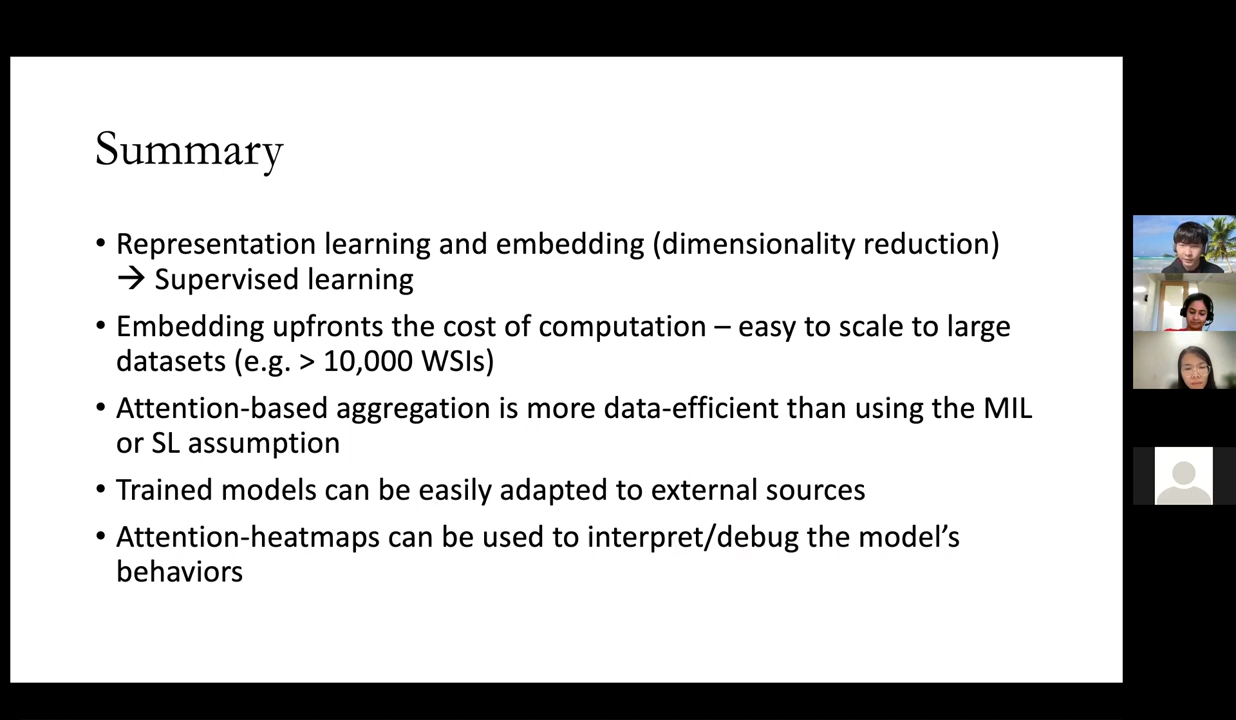 Summary
• Representation learning and embedding (dimensionality reduction)
→ Supervised learning
• Embedding upfronts the cost of computation – easy to scale to large
datasets (e.g. > 10,000 WSIs)
• Attention-based aggregation is more data-efficient than using the MIL
or SL assumption
• Trained models can be easily adapted to external sources
• Attention-heatmaps can be used to interpret/debug the model’s
behaviors